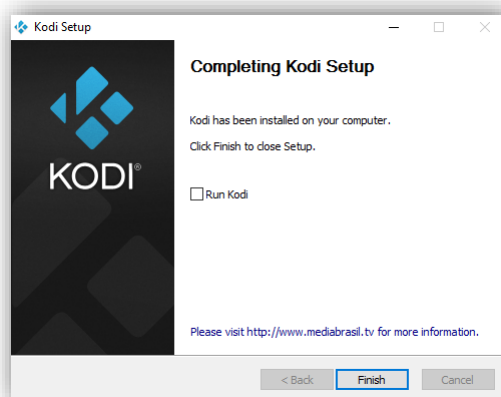 Kodi Setup
Completing Kodi Setup
Kodi has been installed on your computer.
Click Finish to close Setup.
KODI®
Run Kodi
Please visit http://www.mediabrasil.tv for more information.
< Back Finish Cancel